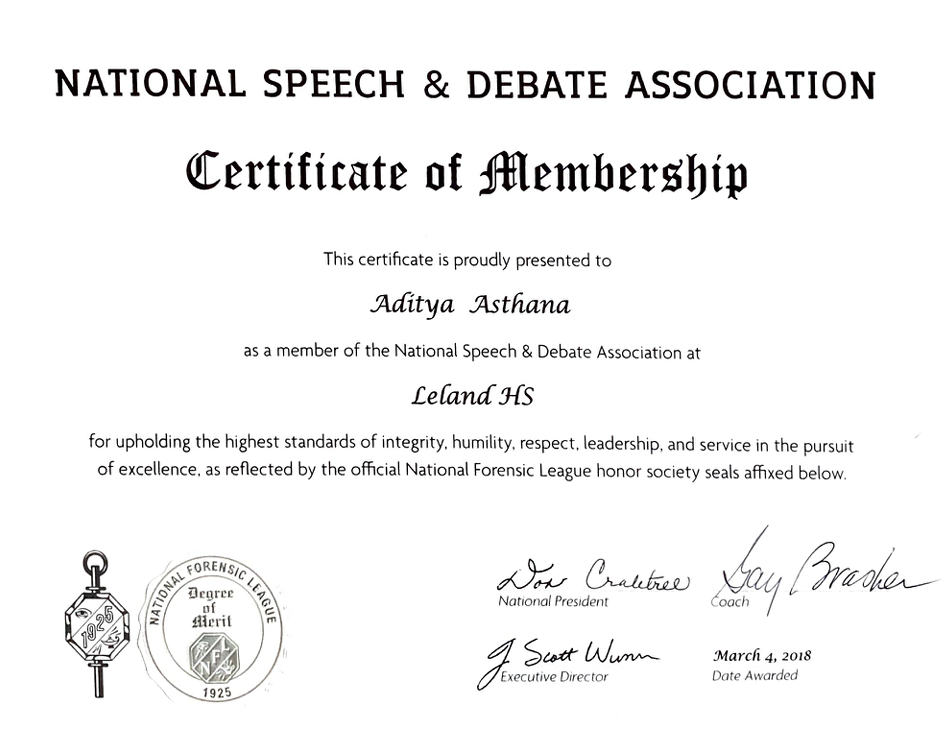 NATIONAL SPEECH & DEBATE ASSOCIATION
Certificate of Membership
This certificate is proudly presented to
Aditya Asthana
as a member of the National Speech & Debate Association at
Leland HS
for upholding the highest standards of integrity, humility, respect, leadership, and service in the pursuit
of excellence, as reflected by the official National Forensic League honor society seals affixed below.
1925
NATIONAL FORENSIC LEAGUE
Degree
of
Merit
NFL
1925
Don Crabtree
National President
Gay Brasher
Coach
J Scott Wunn
Executive Director
March 4, 2018
Date Awarded